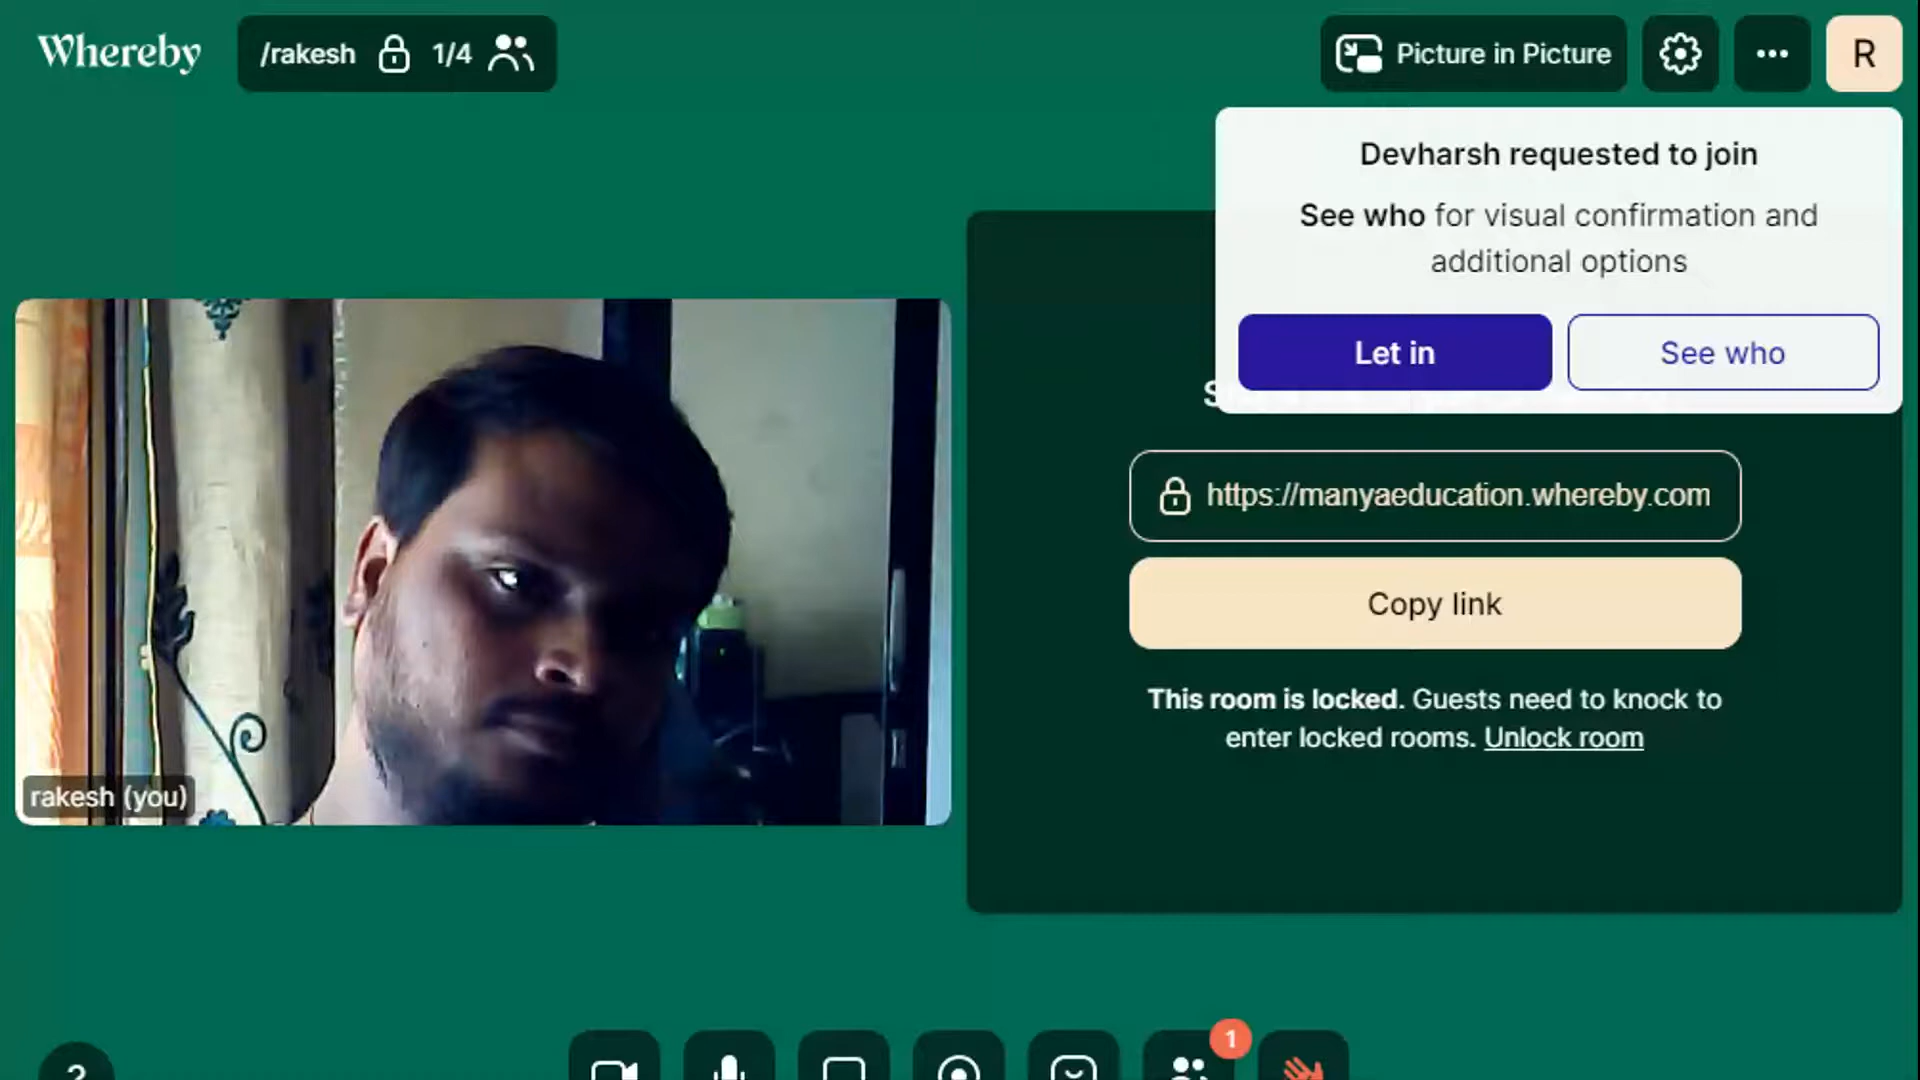 Whereby
/rakesh
1/4
Picture in Picture
R
Devharsh requested to join
See who for visual confirmation and
additional options
Let in
See who
https://manyaeducation.whereby.com
Copy link
This room is locked. Guests need to knock to
enter locked rooms. Unlock room
rakesh (you)
1
?